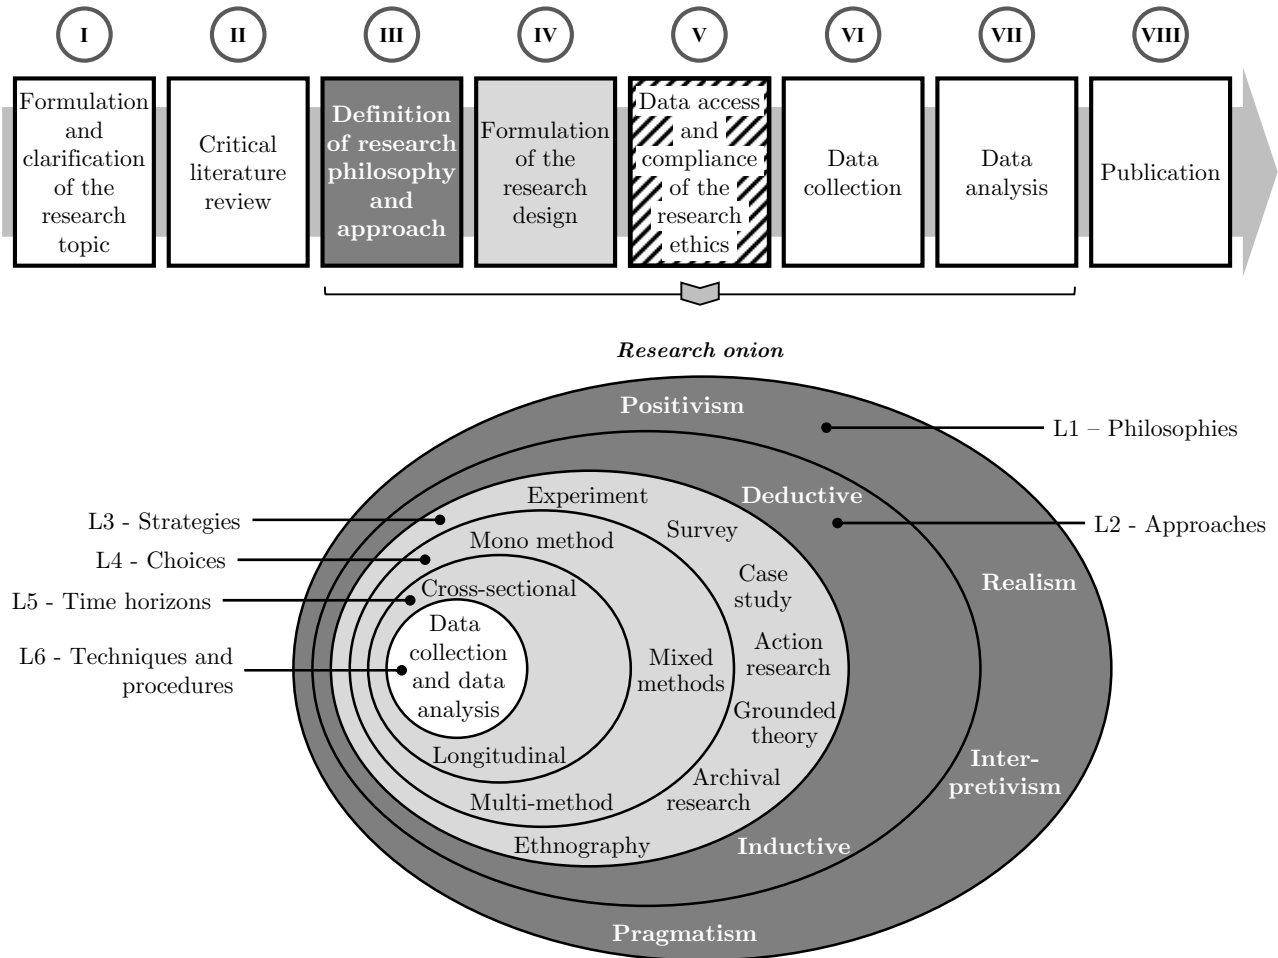 I
II
III
IV
V
VI
VII
VIII
Formulation
and
clarification
of the
research
topic
Critical
literature
review
Definition
of research
philosophy
and
approach
Formulation
of the
research
design
Data access
and
compliance
of the
research
ethics
Data
collection
Data
analysis
Publication
Research onion
Positivism
L1 – Philosophies
Deductive
L2 - Approaches
Experiment
L3 - Strategies
Survey
Mono method
L4 - Choices
Case
study
Realism
Cross-sectional
L5 - Time horizons
Data
collection
and data
analysis
L6 - Techniques and
procedures
Mixed
methods
Action
research
Grounded
theory
Longitudinal
Inter-
pretivism
Archival
research
Multi-method
Ethnography
Inductive
Pragmatism